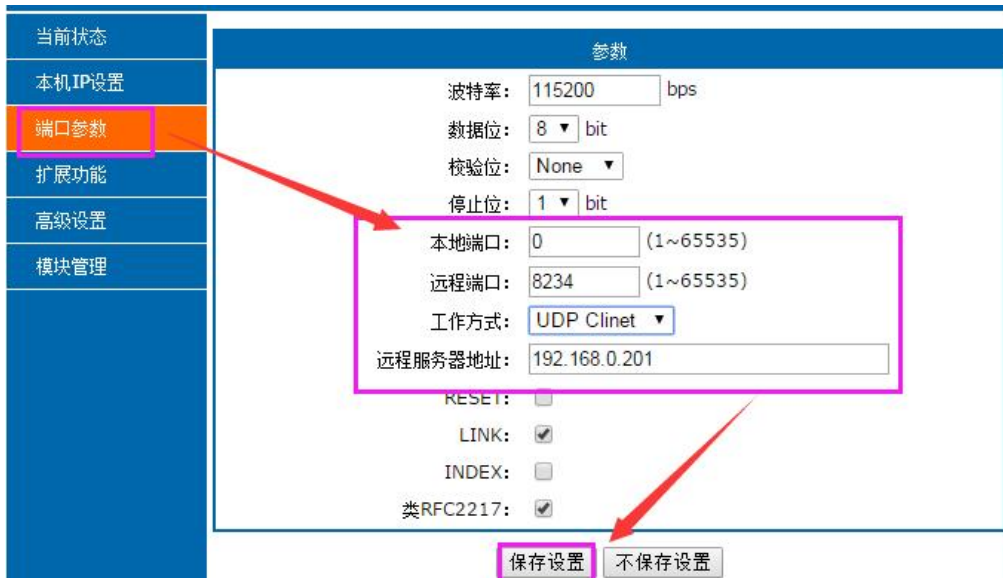 当前状态
本机IP设置
端口参数
扩展功能
高级设置
模块管理
参数
波特率： 115200 bps
数据位： 8 bit
校验位： None
停止位： 1 bit
本地端口： 0 (1~65535)
远程端口： 8234 (1~65535)
工作方式： UDP Clinet
远程服务器地址： 192.168.0.201
RESET：
LINK：
INDEX：
类RFC2217：
保存设置 不保存设置